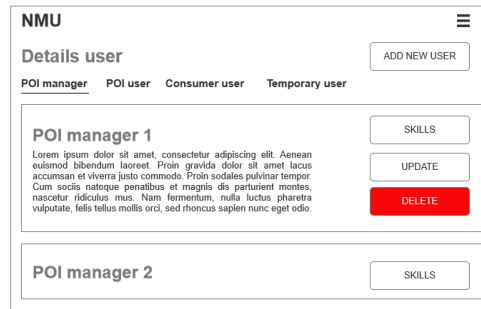 NMU
Details user
ADD NEW USER
POI manager POI user Consumer user Temporary user
POI manager 1
SKILLS
Lorem ipsum dolor sit amet, consectetur adipiscing elit. Aenean
euismod bibendum laoreet. Proin gravida dolor sit amet lacus
accumsan et viverra justo commodo. Proin sodales pulvinar tempor.
Cum sociis natoque penatibus et magnis dis parturient montes,
nascetur ridiculus mus. Nam fermentum, nulla luctus pharetra
vulputate, felis tellus mollis orci, sed rhoncus sapien nunc eget odio.
UPDATE
DELETE
POI manager 2
SKILLS